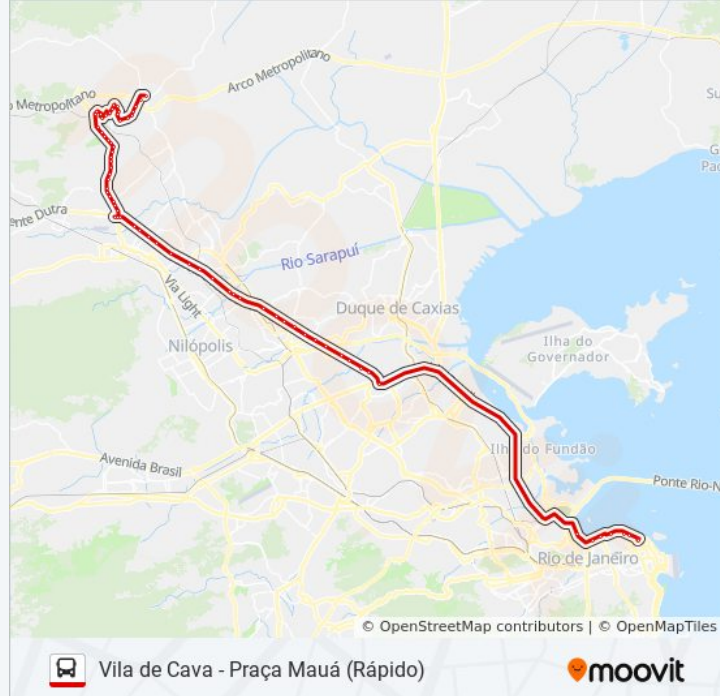 Arco Metropolitano
o Metropolitano
Su
G
Pac
ente Dutra
Rio Sarapuí
Via Light
Duque de Caxias
Nilópolis
Ilha do
Governador
Avenida Brasil
Ilha do Fundão
Ponte Rio-N
Rio de Janeiro
© OpenStreetMap contributors | © OpenMapTiles
Vila de Cava - Praça Mauá (Rápido)
moovit